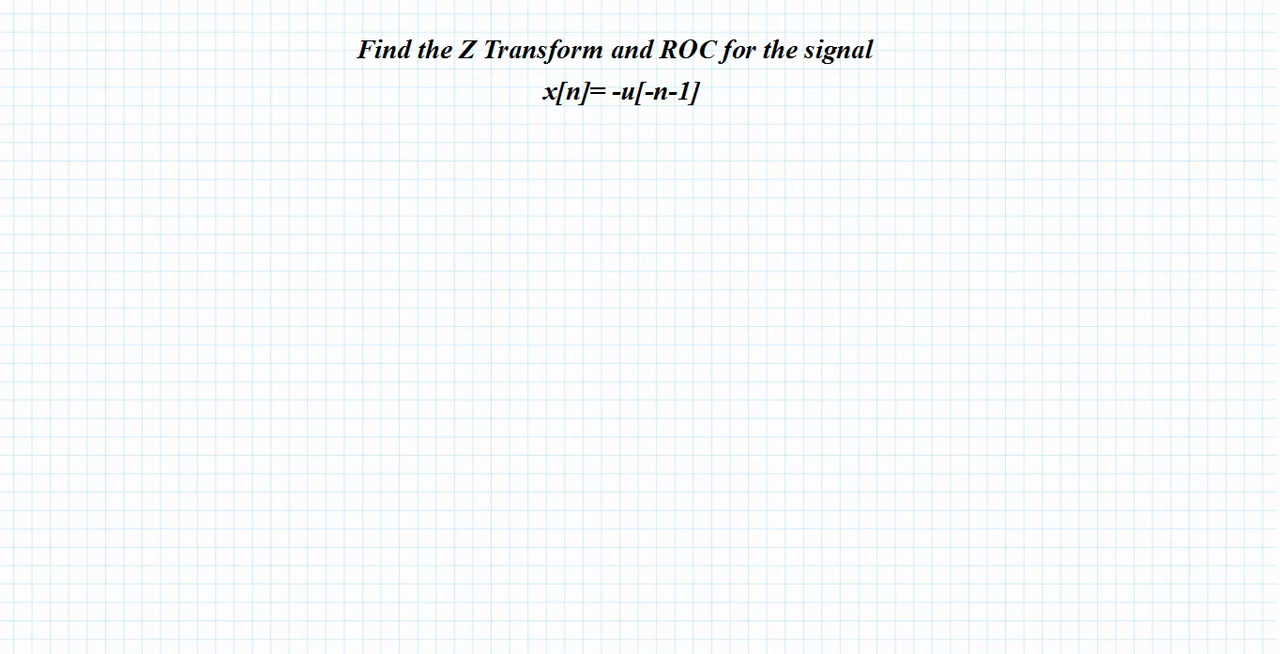 Find the Z Transform and ROC for the signal
x[n]= -u[-n-1]